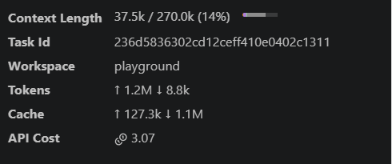 Context Length 37.5k / 270.0k (14%)
Task Id 236d5836302cd12ceff410e0402c1311
Workspace playground
Tokens ↑ 1.2M ↓ 8.8k
Cache ↑ 127.3k ↓ 1.1M
API Cost 3.07